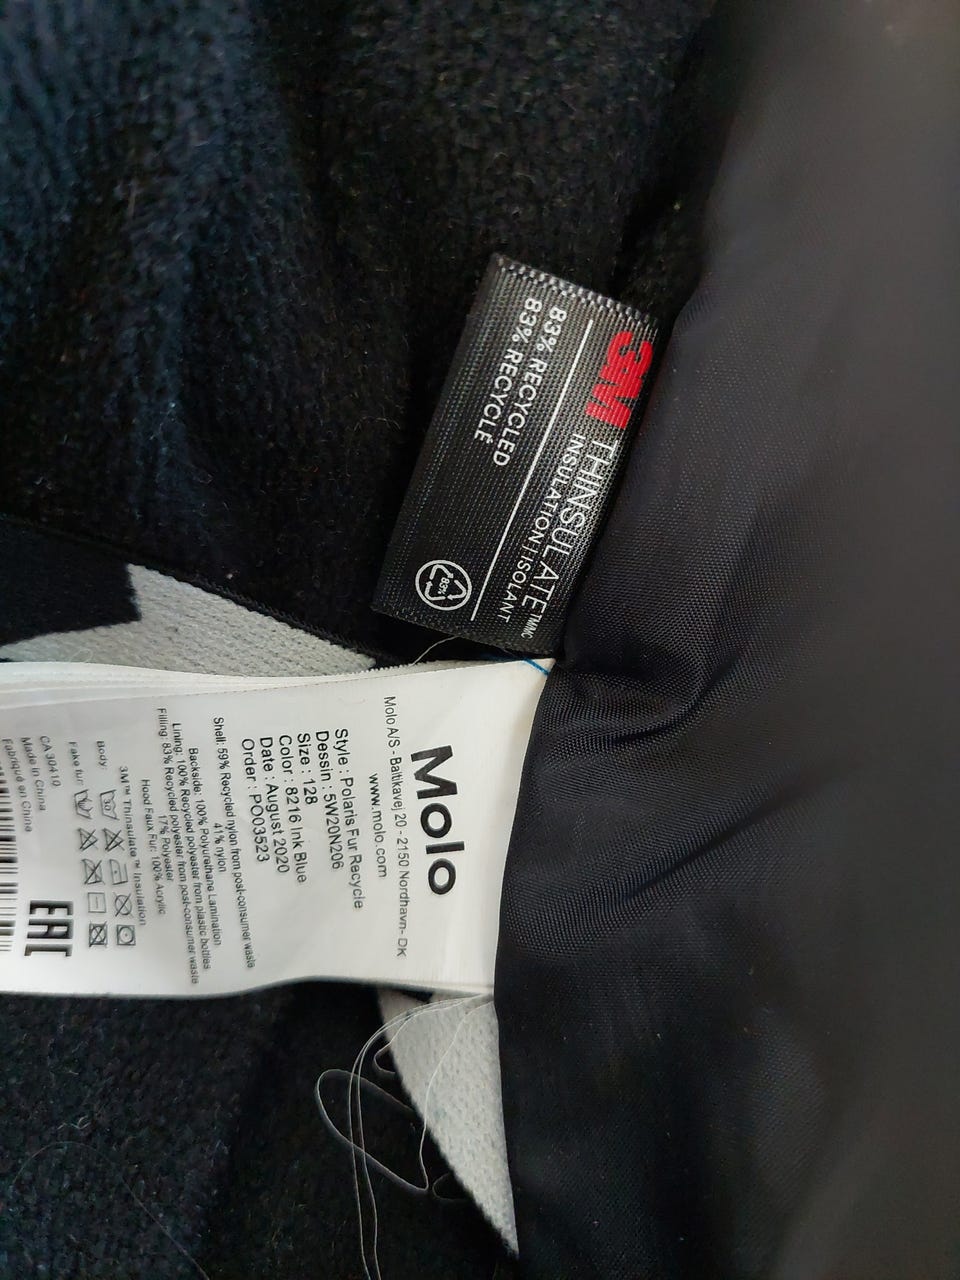 3M THINSULATE™/MC
INSULATION | ISOLANT
83% RECYCLED
83% RECYCLÉ
83%
Molo
Molo A/S - Baltikavej 20 - 2150 Nordhavn- DK
www.molo.com
Style : Polaris Fur Recycle
Dessin : 5W20N206
Size : 128
Color : 8216 Ink Blue
Date : August 2020
Order : PO03523
Shell: 59% Recycled nylon from post-consumer waste
41% nylon
Backside: 100% Polyurethane Lamination
Lining: 100% Recycled polyester from plastic bottles
Filling: 83% Recycled polyester from post-consumer waste
17% Polyester
Hood Faux Fur: 100% Acrylic
3M™ Thinsulate™ Insulation
Body:
Fake fur:
CA 30410
Made in China
Fabriqué en Chine
EAC